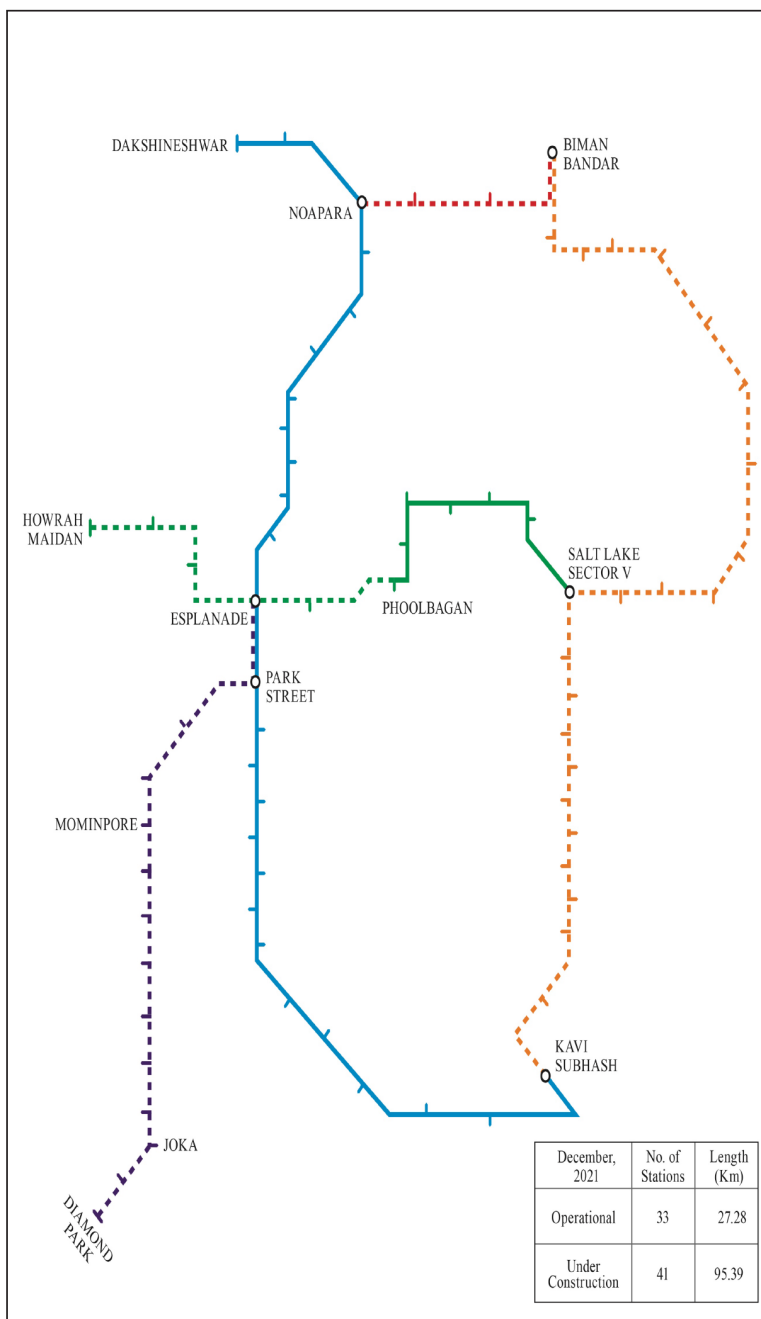 DAKSHINESHWAR
BIMAN
BANDAR
NOAPARA
HOWRAH
MAIDAN
SALT LAKE
SECTOR V
ESPLANADE
PHOOLBAGAN
PARK
STREET
MOMINPORE
KAVI
SUBHASH
JOKA
DIAMOND
PARK
December,
2021
No. of
Stations
Length
(Km)
Operational
33
27.28
Under
Construction
41
95.39